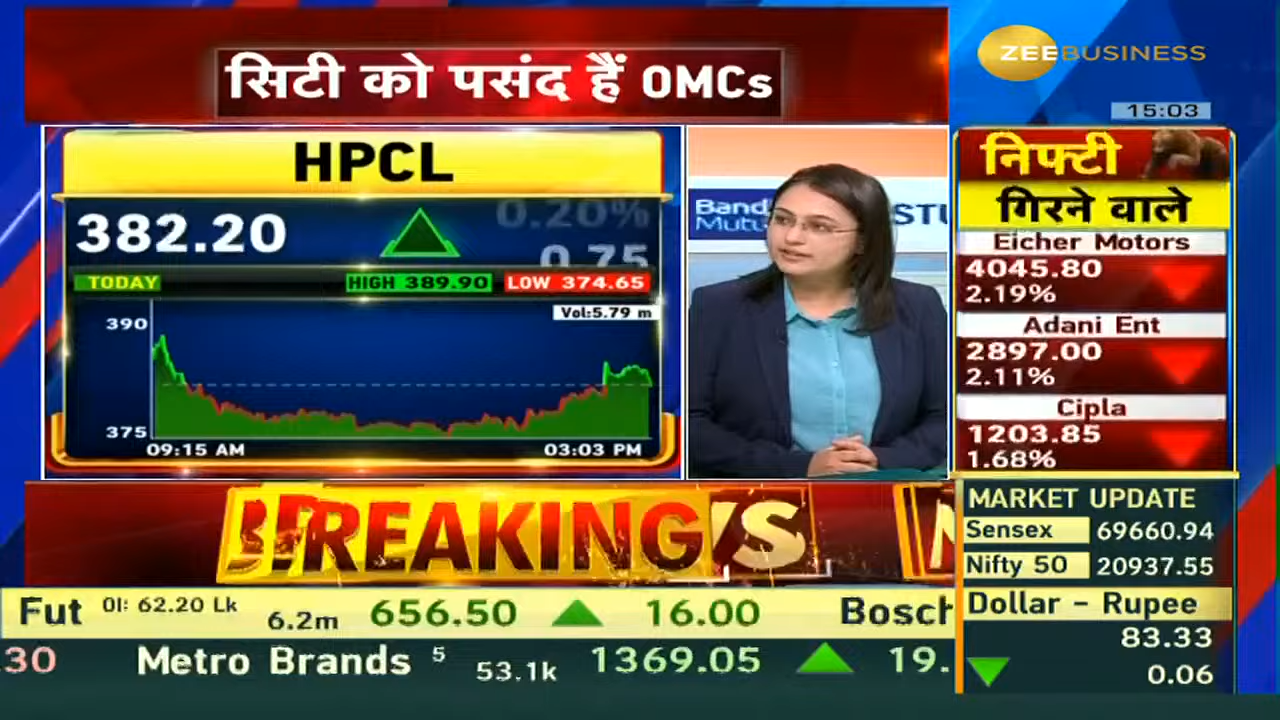 सिटी को पसंद हैं OMCs
ZEEBUSINESS
15:03
HPCL
382.20
0.20%
0.75
TODAY
HIGH 389.90
LOW 374.65
Vol:5.79 m
390
375
09:15 AM
03:03 PM
निफ्टी
गिरने वाले
Eicher Motors
4045.80
2.19%
Adani Ent
2897.00
2.11%
Cipla
1203.85
1.68%
BREAKING
MARKET UPDATE
Sensex 69660.94
Nifty 50 20937.55
Dollar - Rupee
83.33
0.06
Fut OI: 62.20 Lk 6.2m 656.50 16.00 Bosch
.30 Metro Brands 5 53.1k 1369.05 19.